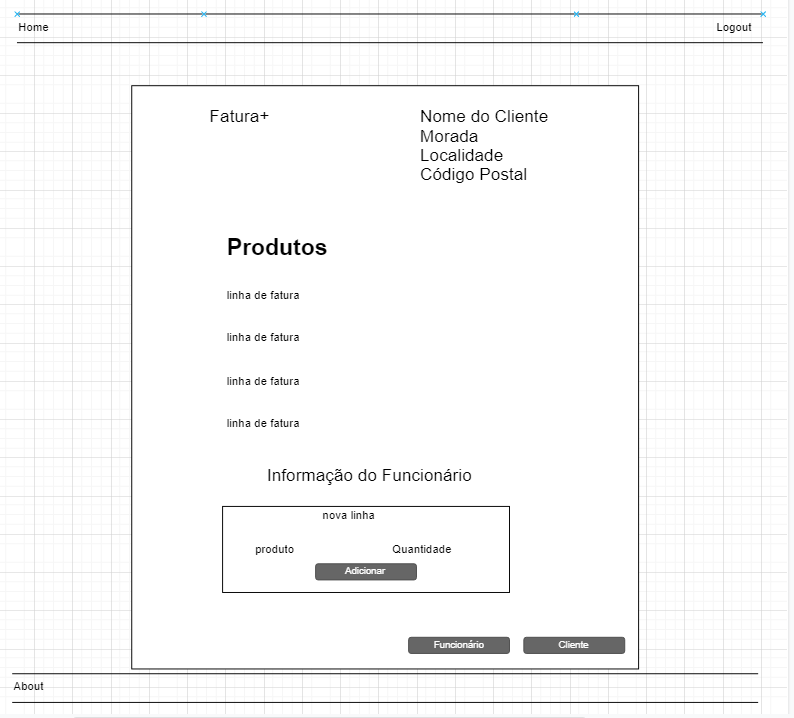 Home
Logout
Fatura+
Nome do Cliente
Morada
Localidade
Código Postal
Produtos
linha de fatura
linha de fatura
linha de fatura
linha de fatura
Informação do Funcionário
nova linha
produto
Quantidade
Adicionar
Funcionário
Cliente
About